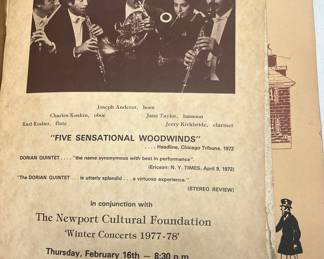 Joseph Anderer, horn
Charles Kuskin, oboe Jane Taylor, bassoon
Karl Kraber, flute Jerry Kirkbride, clarinet
"FIVE SENSATIONAL WOODWINDS"
. . . . Headline, Chicago Tribune, 1972
DORIAN QUINTET . . . . "the name synonymous with best in performance".
(Ericson: N.Y. TIMES, April 9, 1972)
"The DORIAN QUINTET . . . is utterly splendid . . . a virtuoso experience."
(STEREO REVIEW)
in conjunction with
The Newport Cultural Foundation
'Winter Concerts 1977-78'
Thursday, February 16th — 8:30 p.m.